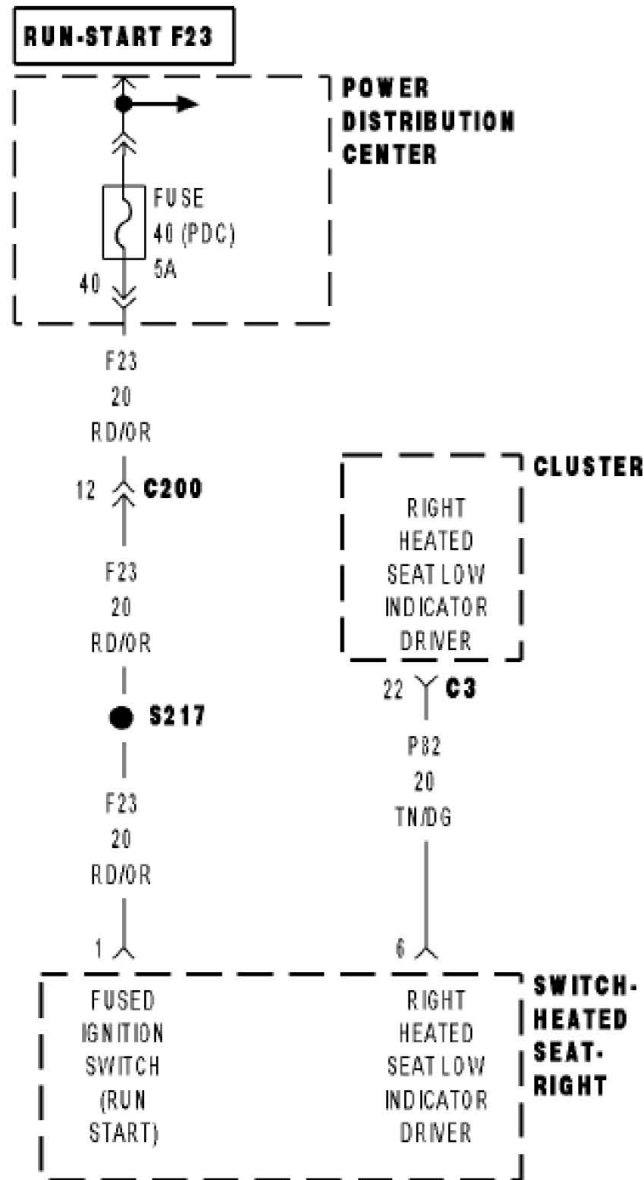 RUN-START F23
POWER
DISTRIBUTION
CENTER
FUSE
40 (PDC)
5A
40
F23
20
RD/OR
12
C200
F23
20
RD/OR
S217
F23
20
RD/OR
1
CLUSTER
RIGHT
HEATED
SEAT LOW
INDICATOR
DRIVER
22
C3
P82
20
TN/DG
6
FUSED
IGNITION
SWITCH
(RUN
START)
RIGHT
HEATED
SEAT LOW
INDICATOR
DRIVER
SWITCH-
HEATED
SEAT-
RIGHT